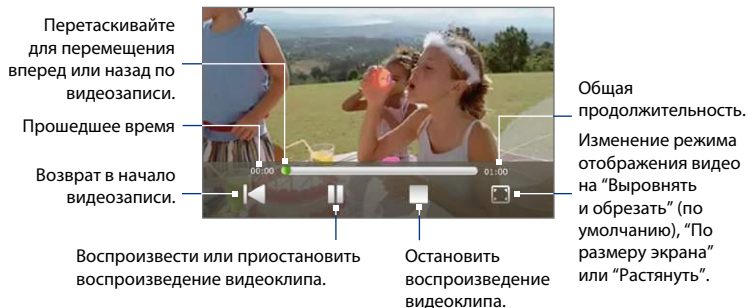 Перетаскивайте
для перемещения
вперед или назад по
видеозаписи.
Прошедшее время
Возврат в начало
видеозаписи.
00:00
01:00
Общая
продолжительность.
Изменение режима
отображения видео
на “Выровнять
и обрезать” (по
умолчанию), “По
размеру экрана”
или “Растянуть”.
Воспроизвести или приостановить
воспроизведение видеоклипа.
Остановить
воспроизведение
видеоклипа.